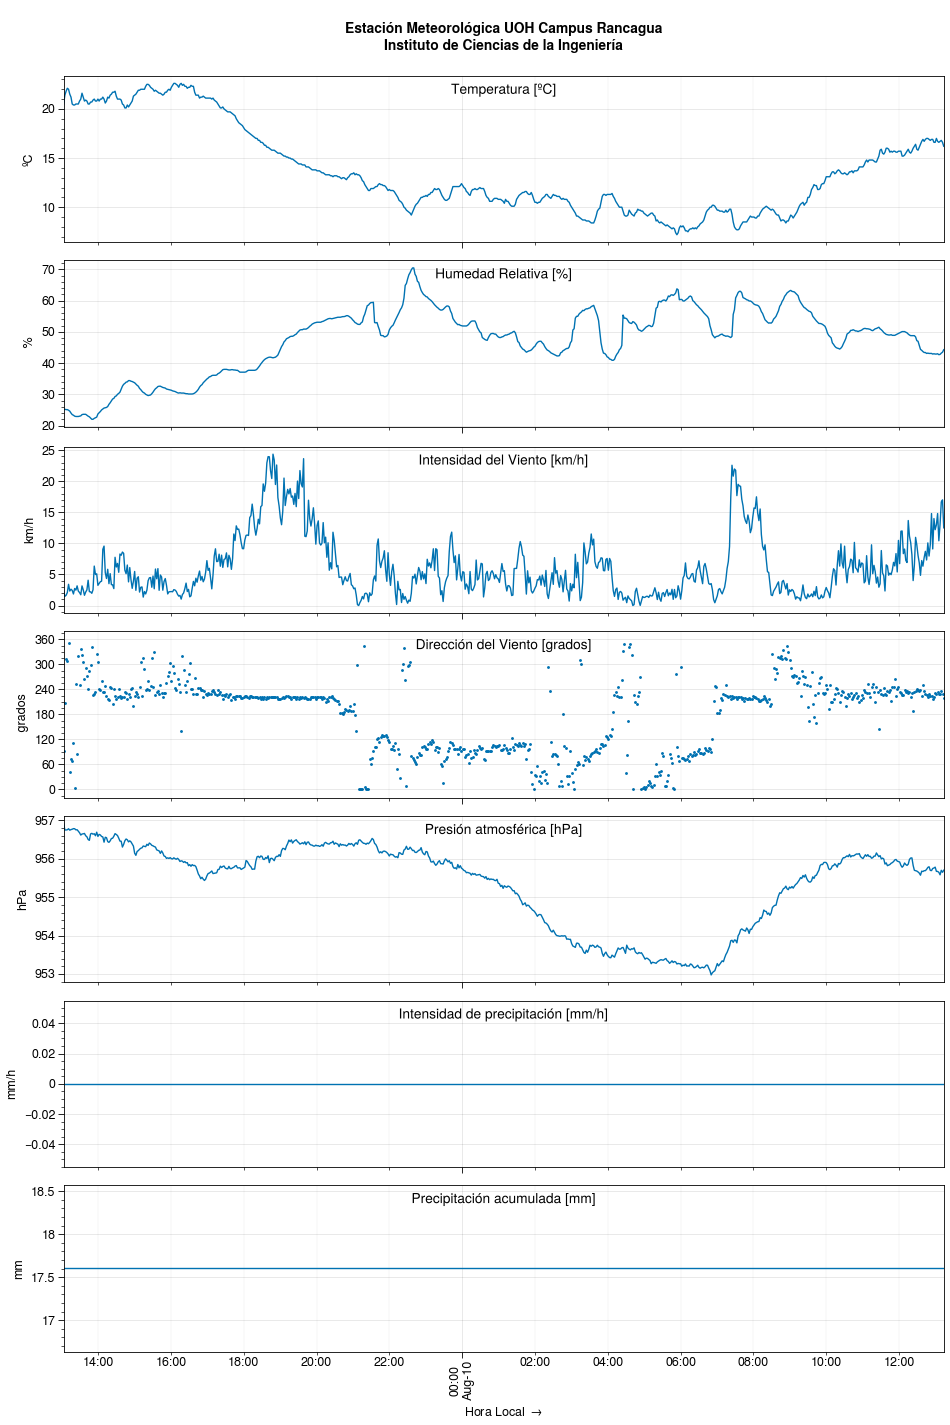 Estación Meteorológica UOH Campus Rancagua
Instituto de Ciencias de la Ingeniería
Temperatura [ºC]
20
15
10
ºC
Humedad Relativa [%]
70
60
50
40
30
20
%
Intensidad del Viento [km/h]
25
20
15
10
5
0
km/h
Dirección del Viento [grados]
360
300
240
180
120
60
0
grados
Presión atmosférica [hPa]
957
956
955
954
953
hPa
Intensidad de precipitación [mm/h]
0.04
0.02
0
−0.02
−0.04
mm/h
Precipitación acumulada [mm]
18.5
18
17.5
17
mm
14:00 16:00 18:00 20:00 22:00 00:00 02:00 04:00 06:00 08:00 10:00 12:00
Aug-10
Hora Local →